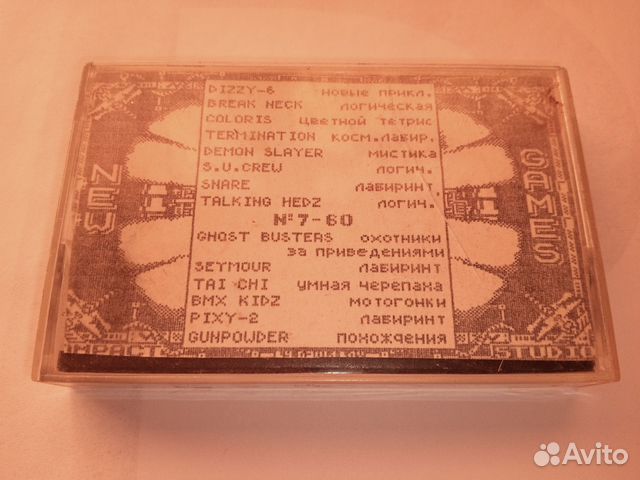 DIZZY-6 новые прикл.
BREAK NECK логическая
COLORIS цветной тетрис
TERMINATION косм.лабир.
DEMON SLAYER мистика
S.U.CREW логич.
SNARE лабиринт
TALKING HEDZ логич.
N°7-60
GHOST BUSTERS охотники
за приведениями
SEYMOUR лабиринт
TAI CHI умная черепаха
BMX KIDZ мотогонки
PIXY-2 лабиринт
GUNPOWDER похождения
NEW
GAMES
STUDIO
Avito